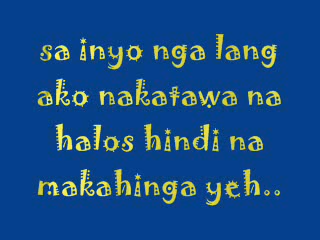 sa inyo nga lang
ako nakatawa na
halos hindi na
makahinga yeh..